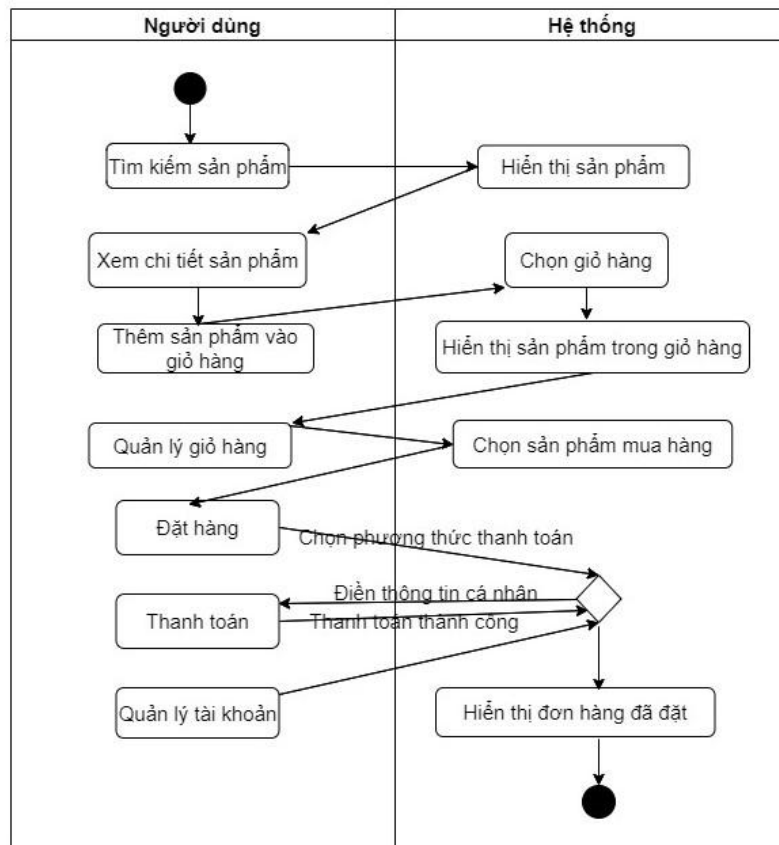 Người dùng
Hệ thống
Tìm kiếm sản phẩm
Hiển thị sản phẩm
Xem chi tiết sản phẩm
Chọn giỏ hàng
Thêm sản phẩm vào
giỏ hàng
Hiển thị sản phẩm trong giỏ hàng
Quản lý giỏ hàng
Chọn sản phẩm mua hàng
Đặt hàng
Chọn phương thức thanh toán
Điền thông tin cá nhân
Thanh toán
Thanh toán thành công
Quản lý tài khoản
Hiển thị đơn hàng đã đặt